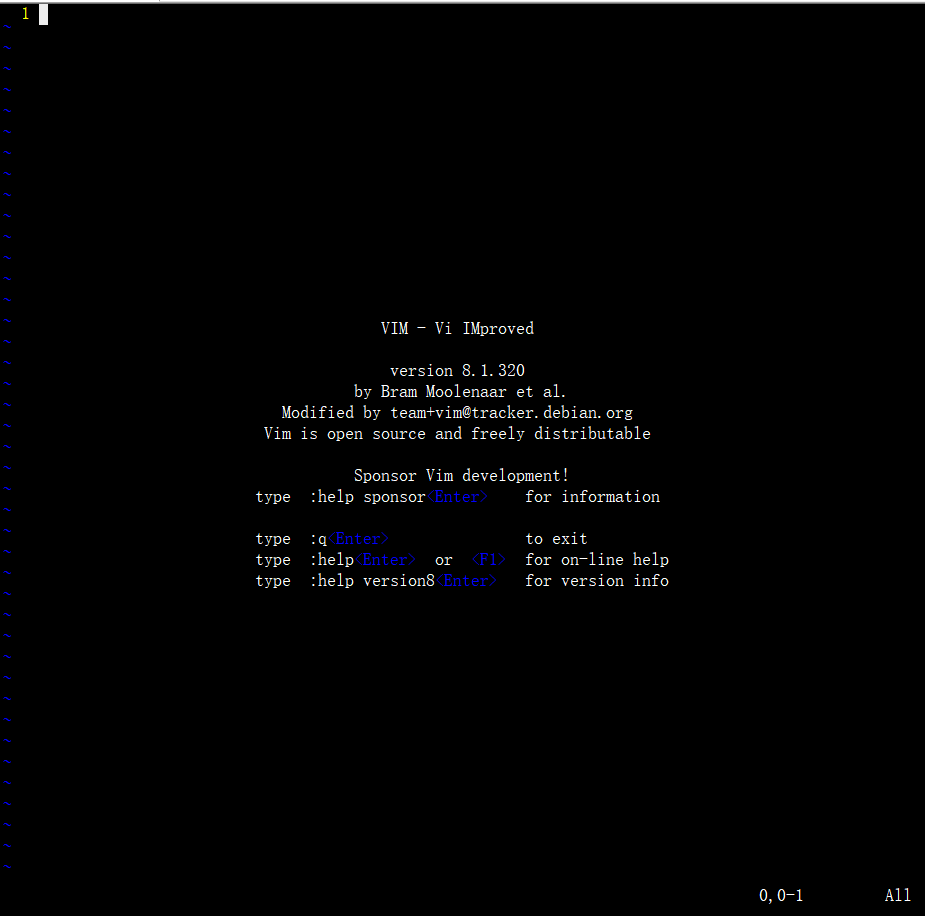 1
~
~
~
~
~
~
~
~
~
~
~
~
~
~
~ VIM - Vi IMproved
~
~ version 8.1.320
~ by Bram Moolenaar et al.
~ Modified by team+vim@tracker.debian.org
~ Vim is open source and freely distributable
~
~ Sponsor Vim development!
~ type :help sponsor<Enter> for information
~
~ type :q<Enter> to exit
~ type :help<Enter> or <F1> for on-line help
~ type :help version8<Enter> for version info
~
~
~
~
~
~
~
~
~
~
~
~
~
0,0-1 All